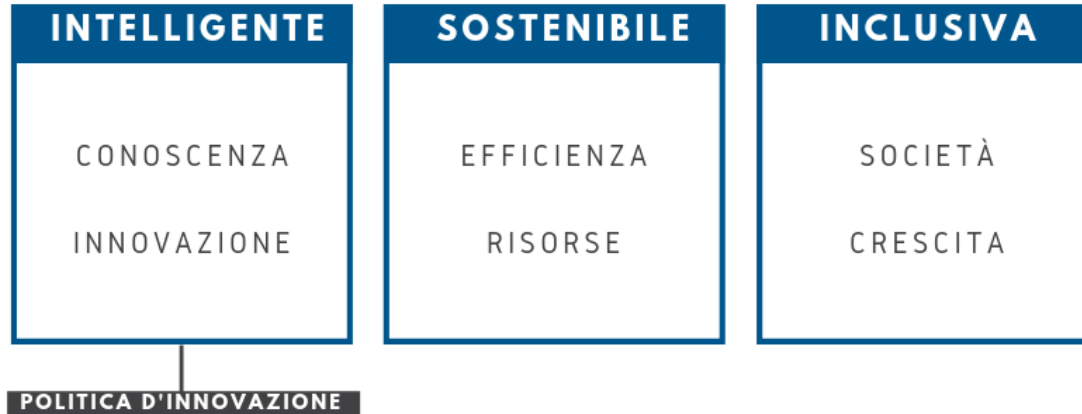 INTELLIGENTE
CONOSCENZA
INNOVAZIONE
SOSTENIBILE
EFFICIENZA
RISORSE
INCLUSIVA
SOCIETÀ
CRESCITA
POLITICA D'INNOVAZIONE